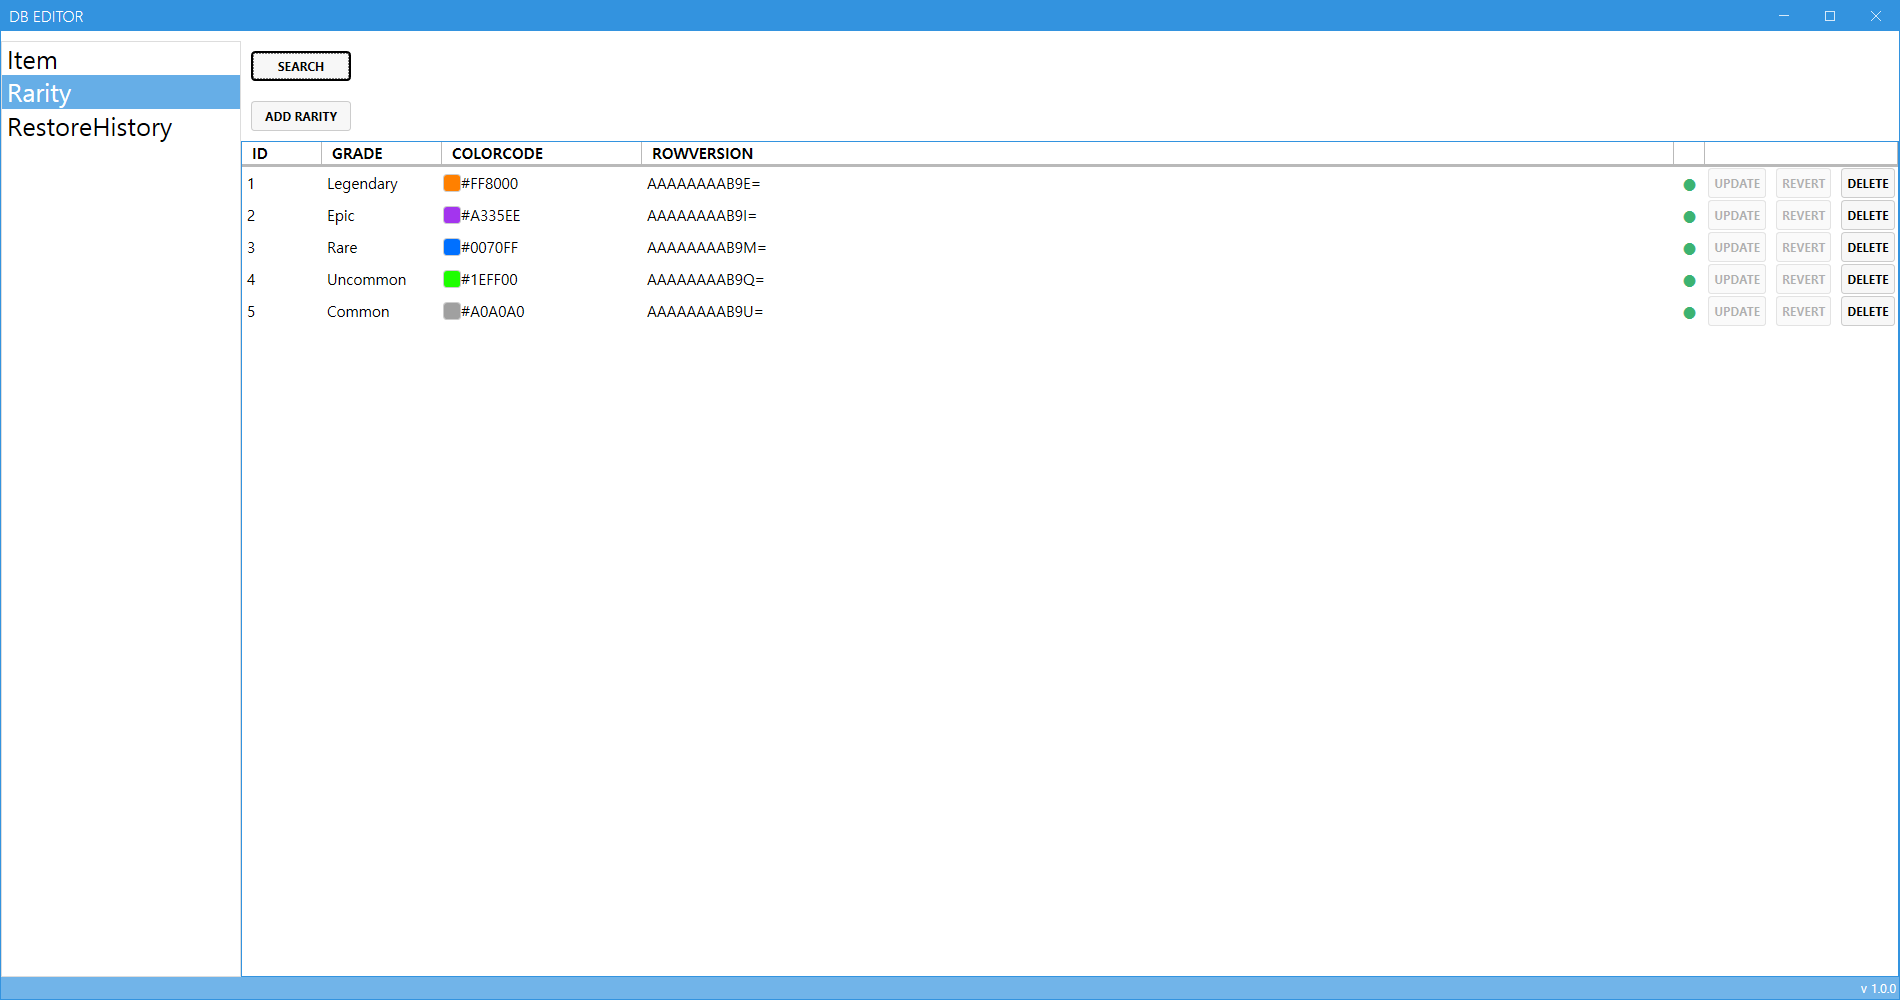 DB EDITOR
Item
Rarity
RestoreHistory
SEARCH
ADD RARITY
ID GRADE COLORCODE ROWVERSION
1 Legendary #FF8000 AAAAAAAAB9E= UPDATE REVERT DELETE
2 Epic #A335EE AAAAAAAAB9I= UPDATE REVERT DELETE
3 Rare #0070FF AAAAAAAAB9M= UPDATE REVERT DELETE
4 Uncommon #1EFF00 AAAAAAAAB9Q= UPDATE REVERT DELETE
5 Common #A0A0A0 AAAAAAAAB9U= UPDATE REVERT DELETE
v 1.0.0